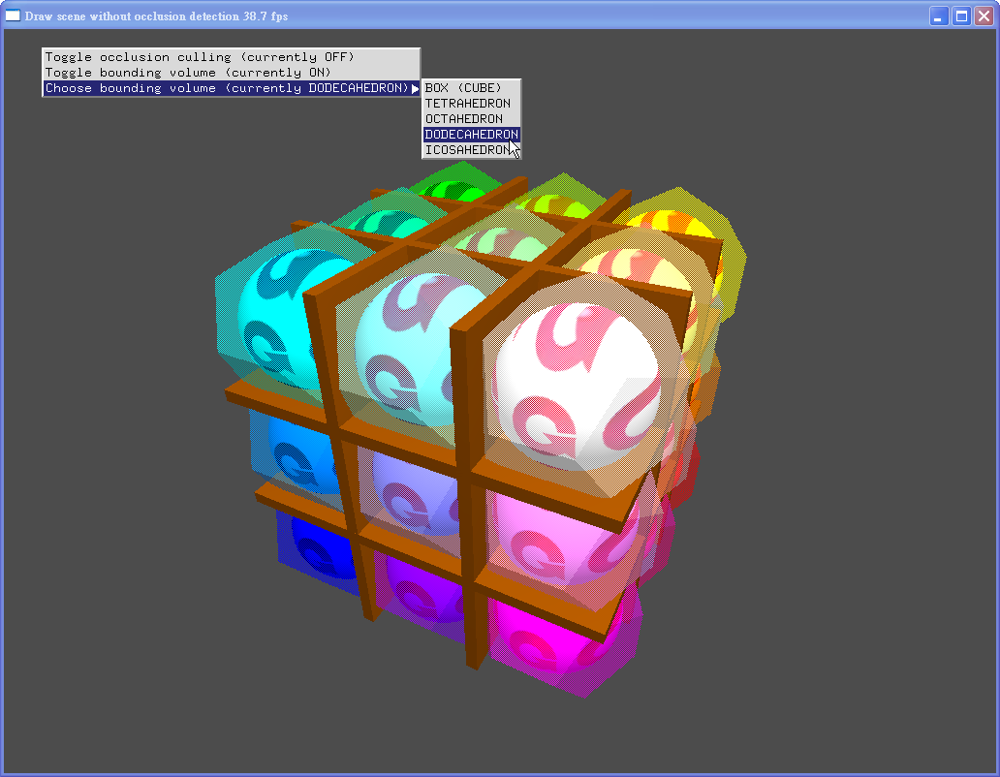 Draw scene without occlusion detection 38.7 fps
Toggle occlusion culling (currently OFF)
Toggle bounding volume (currently ON)
Choose bounding volume (currently DODECAHEDRON)
BOX (CUBE)
TETRAHEDRON
OCTAHEDRON
DODECAHEDRON
ICOSAHEDRON